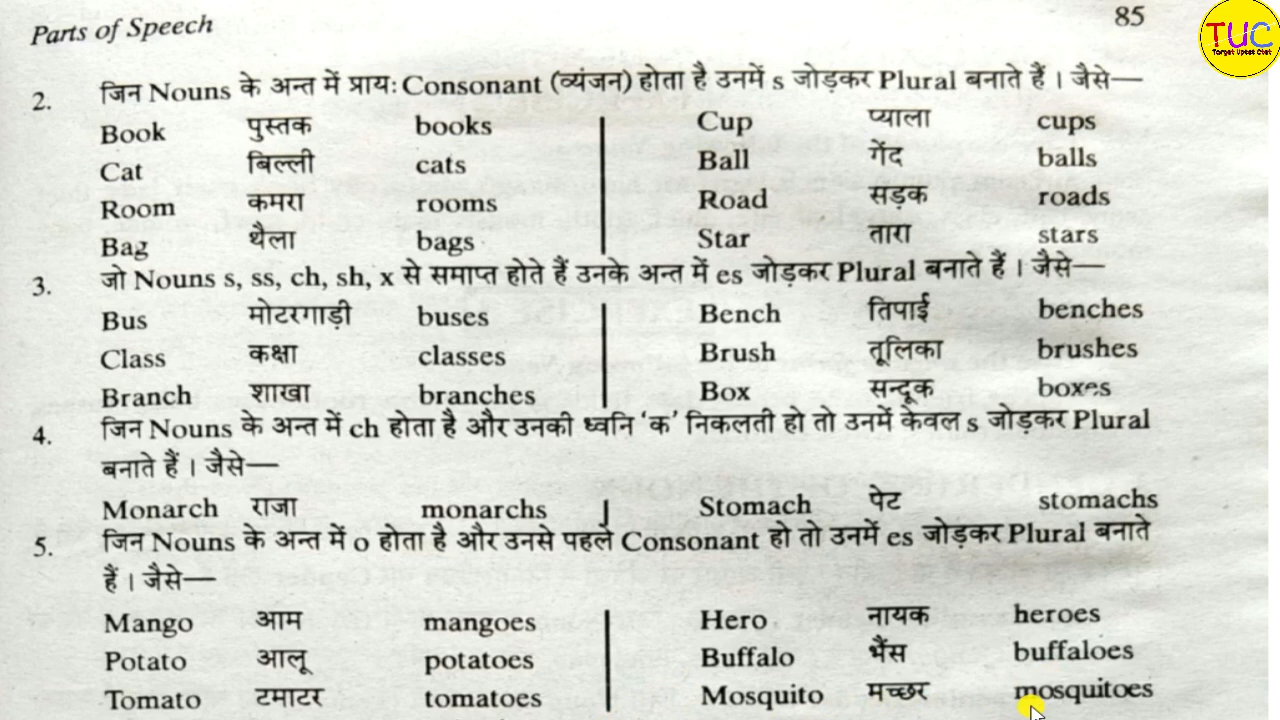 Parts of Speech 85
TUC
Target Uptet Ctet
2. जिन Nouns के अन्त में प्रायः Consonant (व्यंजन) होता है उनमें s जोड़कर Plural बनाते हैं । जैसे—
Book पुस्तक books Cup प्याला cups
Cat बिल्ली cats Ball गेंद balls
Room कमरा rooms Road सड़क roads
Bag थैला bags Star तारा stars
3. जो Nouns s, ss, ch, sh, x से समाप्त होते हैं उनके अन्त में es जोड़कर Plural बनाते हैं । जैसे—
Bus मोटरगाड़ी buses Bench तिपाई benches
Class कक्षा classes Brush तूलिका brushes
Branch शाखा branches Box सन्दूक boxes
4. जिन Nouns के अन्त में ch होता है और उनकी ध्वनि ‘क’ निकलती हो तो उनमें केवल s जोड़कर Plural
बनाते हैं । जैसे—
Monarch राजा monarchs Stomach पेट stomachs
5. जिन Nouns के अन्त में o होता है और उनसे पहले Consonant हो तो उनमें es जोड़कर Plural बनाते
हैं । जैसे—
Mango आम mangoes Hero नायक heroes
Potato आलू potatoes Buffalo भैंस buffaloes
Tomato टमाटर tomatoes Mosquito मच्छर mosquitoes